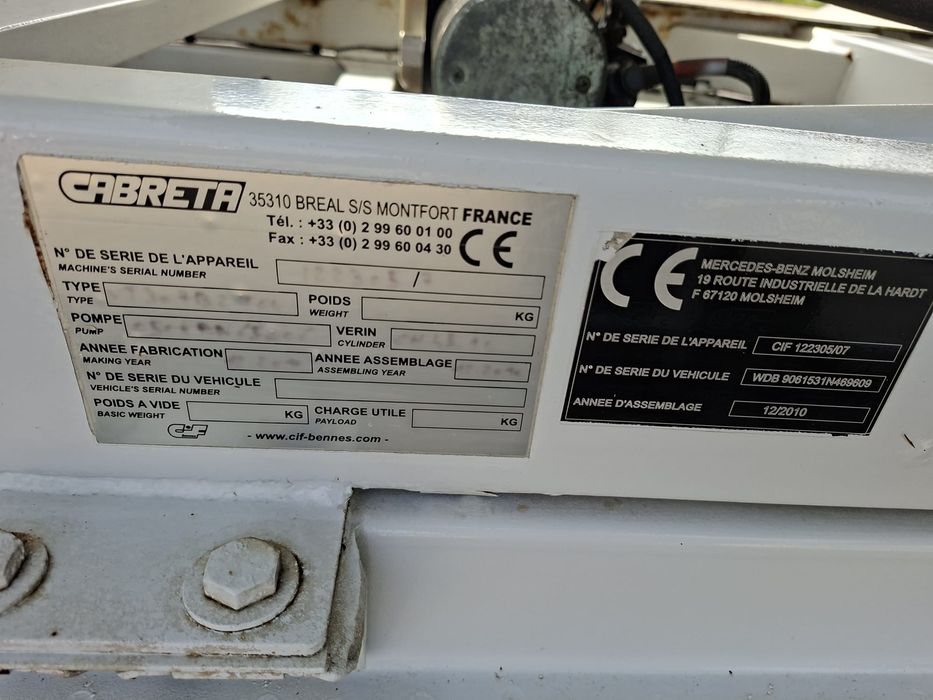 CABRETA 35310 BREAL S/S MONTFORT FRANCE
Tél. : +33 (0) 2 99 60 01 00
Fax : +33 (0) 2 99 60 04 30
CE
N° DE SERIE DE L'APPAREIL
MACHINE'S SERIAL NUMBER
/
TYPE
TYPE
POIDS
WEIGHT
KG
POMPE
PUMP
VERIN
CYLINDER
ANNEE FABRICATION
MAKING YEAR
ANNEE ASSEMBLAGE
ASSEMBLING YEAR
N° DE SERIE DU VEHICULE
VEHICLE'S SERIAL NUMBER
POIDS A VIDE
BASIC WEIGHT
KG
CHARGE UTILE
PAYLOAD
KG
CIF
- www.cif-bennes.com -
CE
MERCEDES-BENZ MOLSHEIM
19 ROUTE INDUSTRIELLE DE LA HARDT
F 67120 MOLSHEIM
N° DE SERIE DE L'APPAREIL CIF 122305/07
N° DE SERIE DU VEHICULE WDB 9061531N469609
ANNEE D'ASSEMBLAGE 12/2010